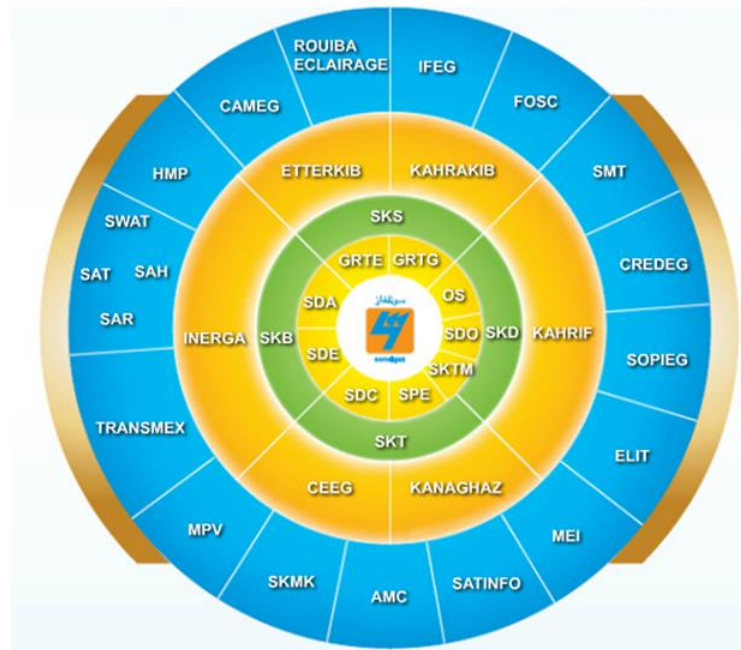 ROUIBA
ECLAIRAGE
IFEG
CAMEG
FOSC
HMP
SMT
ETTERKIB
KAHRAKIB
SWAT
SKS
SAT
SAH
GRTE
GRTG
CREDEG
SDA
OS
سونلغاز
SAR
INERGA
SKB
SDO
SKD
KAHRIF
sonelgaz
SDE
SKTM
SOPIEG
SDC
SPE
TRANSMEX
SKT
ELIT
CEEG
KANAGHAZ
MPV
MEI
SKMK
AMC
SATINFO